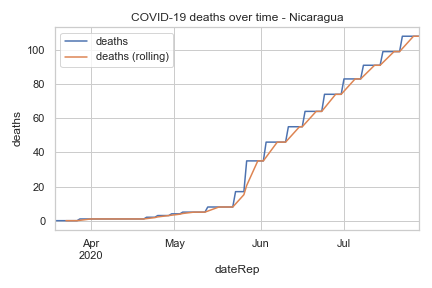 COVID-19 deaths over time - Nicaragua
deaths
deaths (rolling)
100
80
60
40
20
0
deaths
Apr
2020
May
Jun
Jul
dateRep